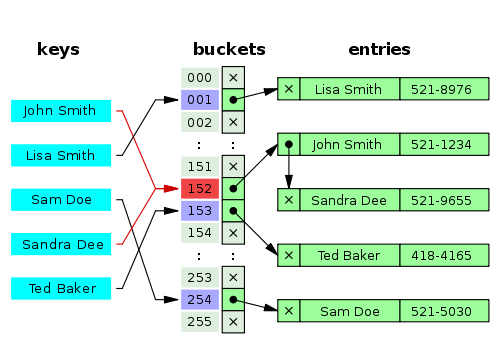 keys
buckets
entries
John Smith
Lisa Smith
Sam Doe
Sandra Dee
Ted Baker
000 ×
001
002 ×
: :
151 ×
152
153
154 ×
: :
253 ×
254
255 ×
× Lisa Smith 521-8976
John Smith 521-1234
× Sandra Dee 521-9655
× Ted Baker 418-4165
× Sam Doe 521-5030